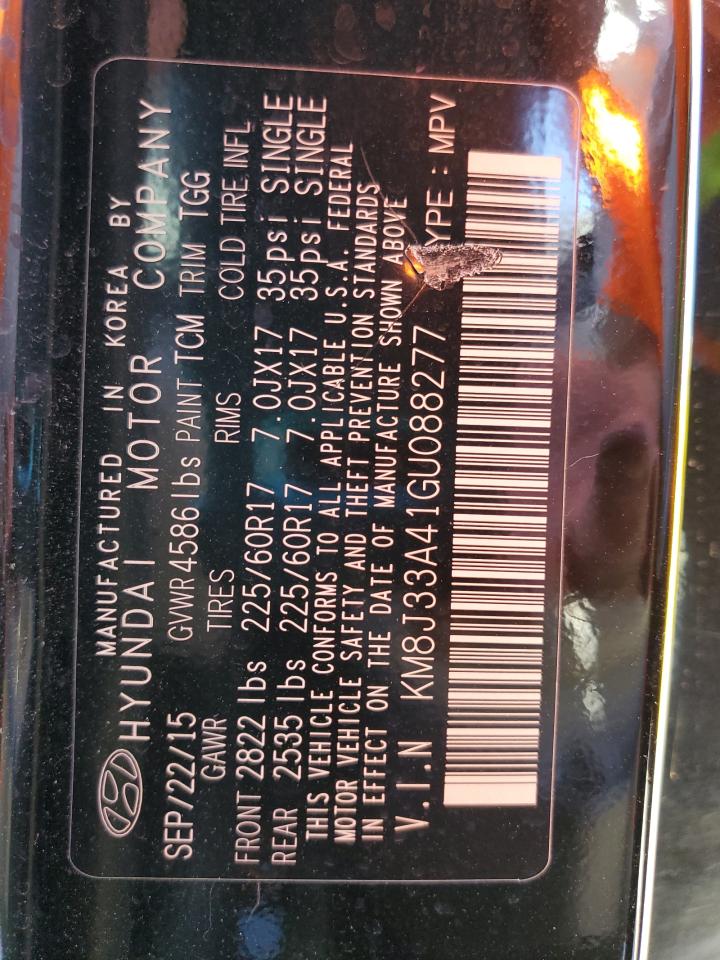 MANUFACTURED IN KOREA BY
HYUNDAI MOTOR COMPANY
SEP/22/15 GVWR 4586 lbs PAINT TCM TRIM TGG
GAWR TIRES RIMS COLD TIRE INFL
FRONT 2822 lbs 225/60R17 7.0JX17 35psi SINGLE
REAR 2535 lbs 225/60R17 7.0JX17 35psi SINGLE
THIS VEHICLE CONFORMS TO ALL APPLICABLE U.S.A. FEDERAL
MOTOR VEHICLE SAFETY AND THEFT PREVENTION STANDARDS
IN EFFECT ON THE DATE OF MANUFACTURE SHOWN ABOVE
V.I.N KM8J33A41GU088277 YPE : MPV